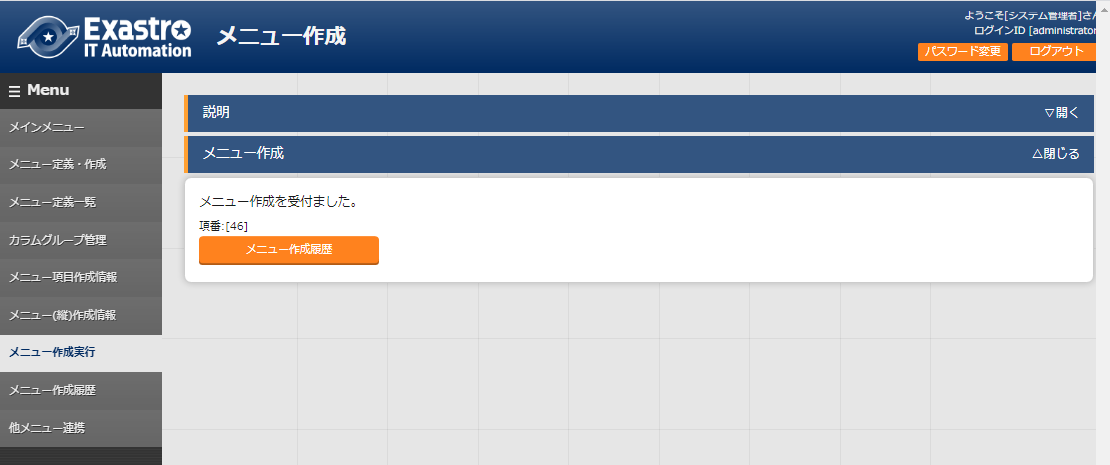 Exastro
IT Automation
メニュー作成
ようこそ[システム管理者]さん
ログインID [administrator
パスワード変更
ログアウト
Menu
メインメニュー
メニュー定義・作成
メニュー定義一覧
カラムグループ管理
メニュー項目作成情報
メニュー(縦)作成情報
メニュー作成実行
メニュー作成履歴
他メニュー連携
説明
▽開く
メニュー作成
△閉じる
メニュー作成を受付ました。
項番:[46]
メニュー作成履歴